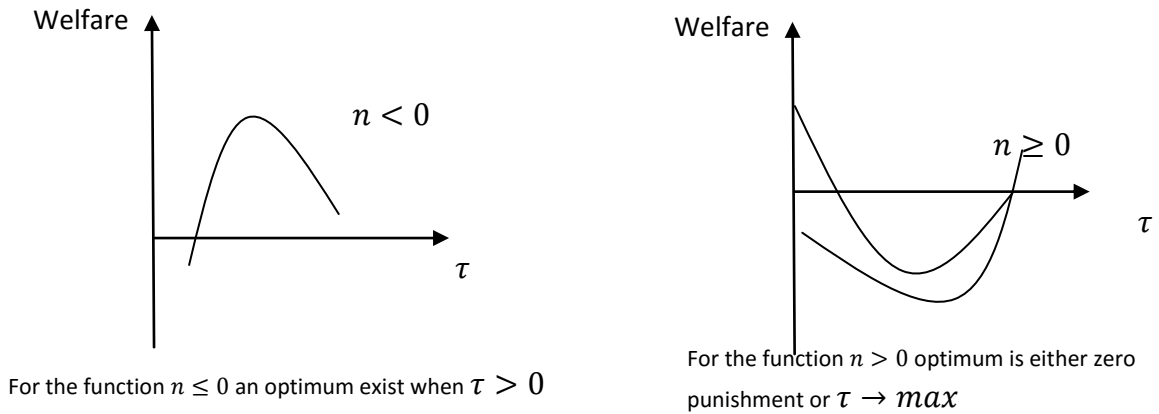 Welfare
n < 0
τ
For the function n ≤ 0 an optimum exist when τ > 0
Welfare
n ≥ 0
τ
For the function n > 0 optimum is either zero
punishment or τ → max